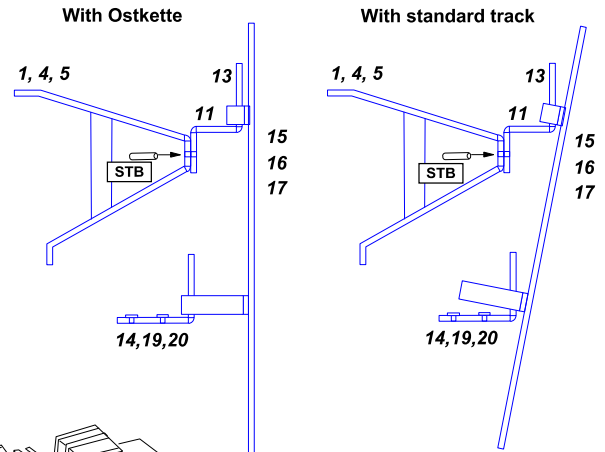 With Ostkette
1, 4, 5
13
11
15
16
17
STB
14,19,20
With standard track
1, 4, 5
13
11
15
16
17
STB
14,19,20